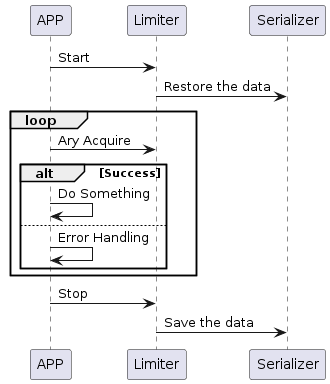 APP Limiter Serializer
Start
Restore the data
loop
Ary Acquire
alt [Success]
Do Something
Error Handling
Stop
Save the data
APP Limiter Serializer